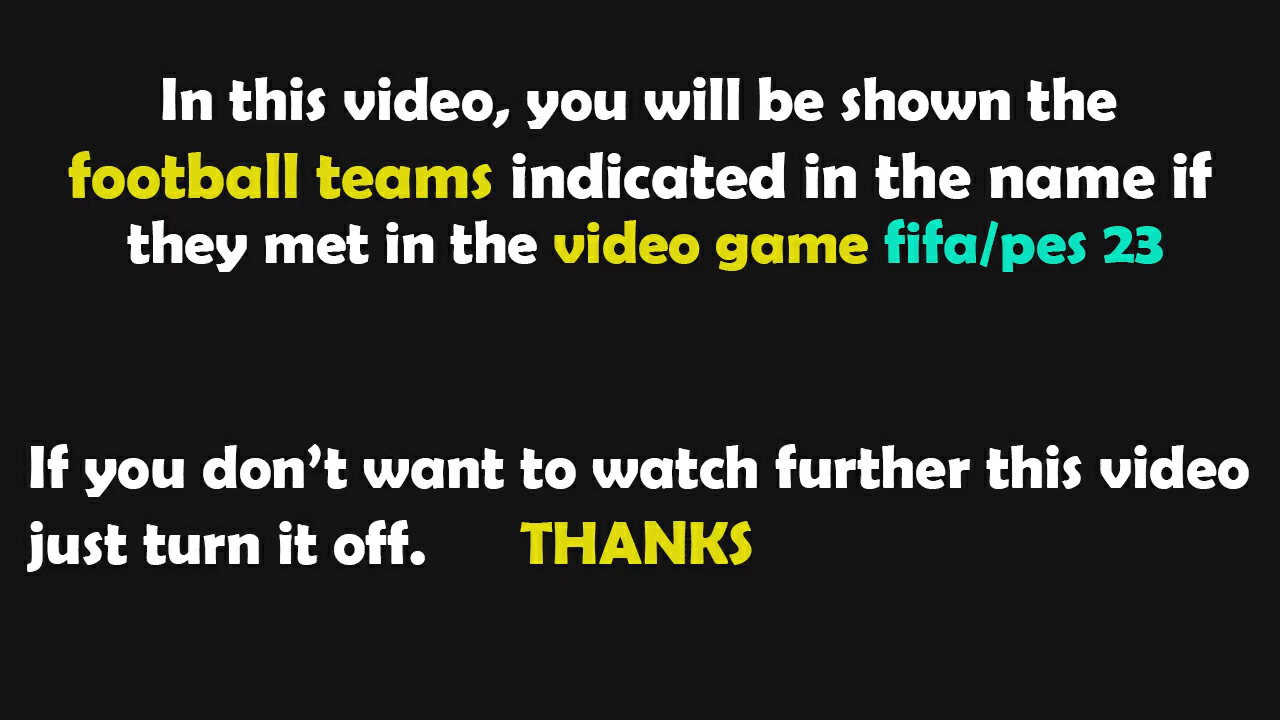 In this video, you will be shown the
football teams indicated in the name if
they met in the video game fifa/pes 23
If you don’t want to watch further this video
just turn it off. THANKS